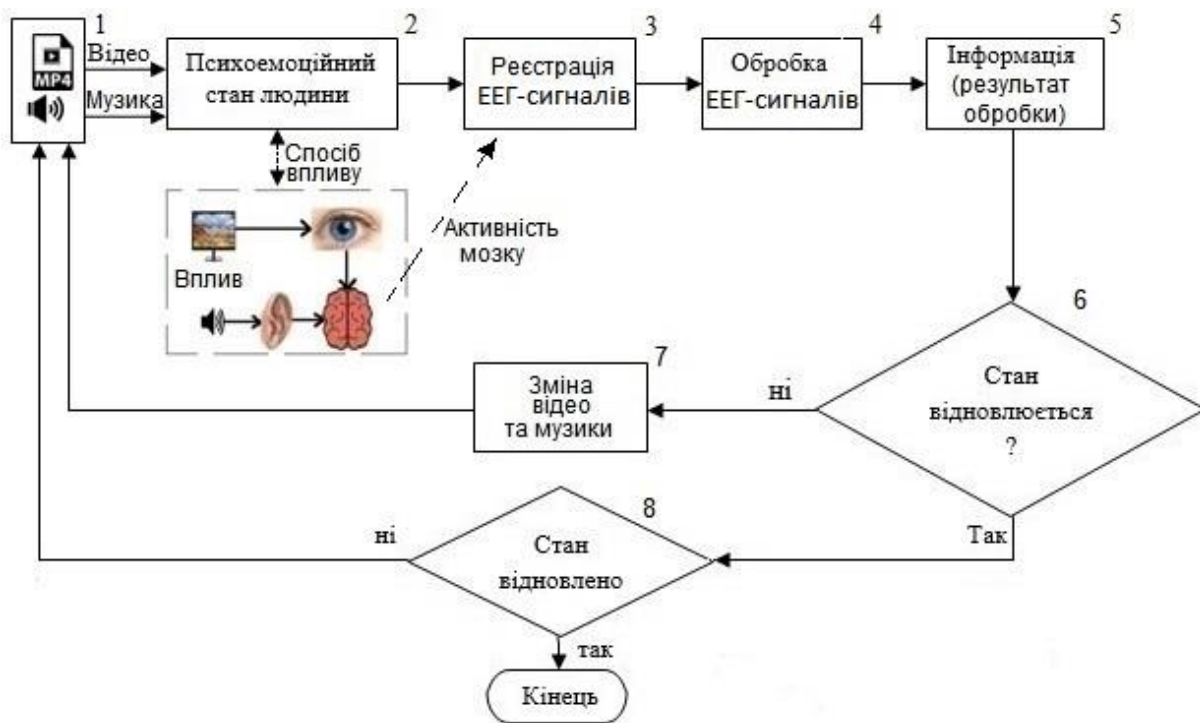 1
Відео
MP4
Музика
2
Психоемоційний
стан людини
3
Реєстрація
ЕЕГ-сигналів
4
Обробка
ЕЕГ-сигналів
5
Інформація
(результат
обробки)
Спосіб
впливу
Вплив
Активність
мозку
6
Стан
відновлюється
?
ні
Так
7
Зміна
відео
та музики
8
Стан
відновлено
ні
так
Кінець